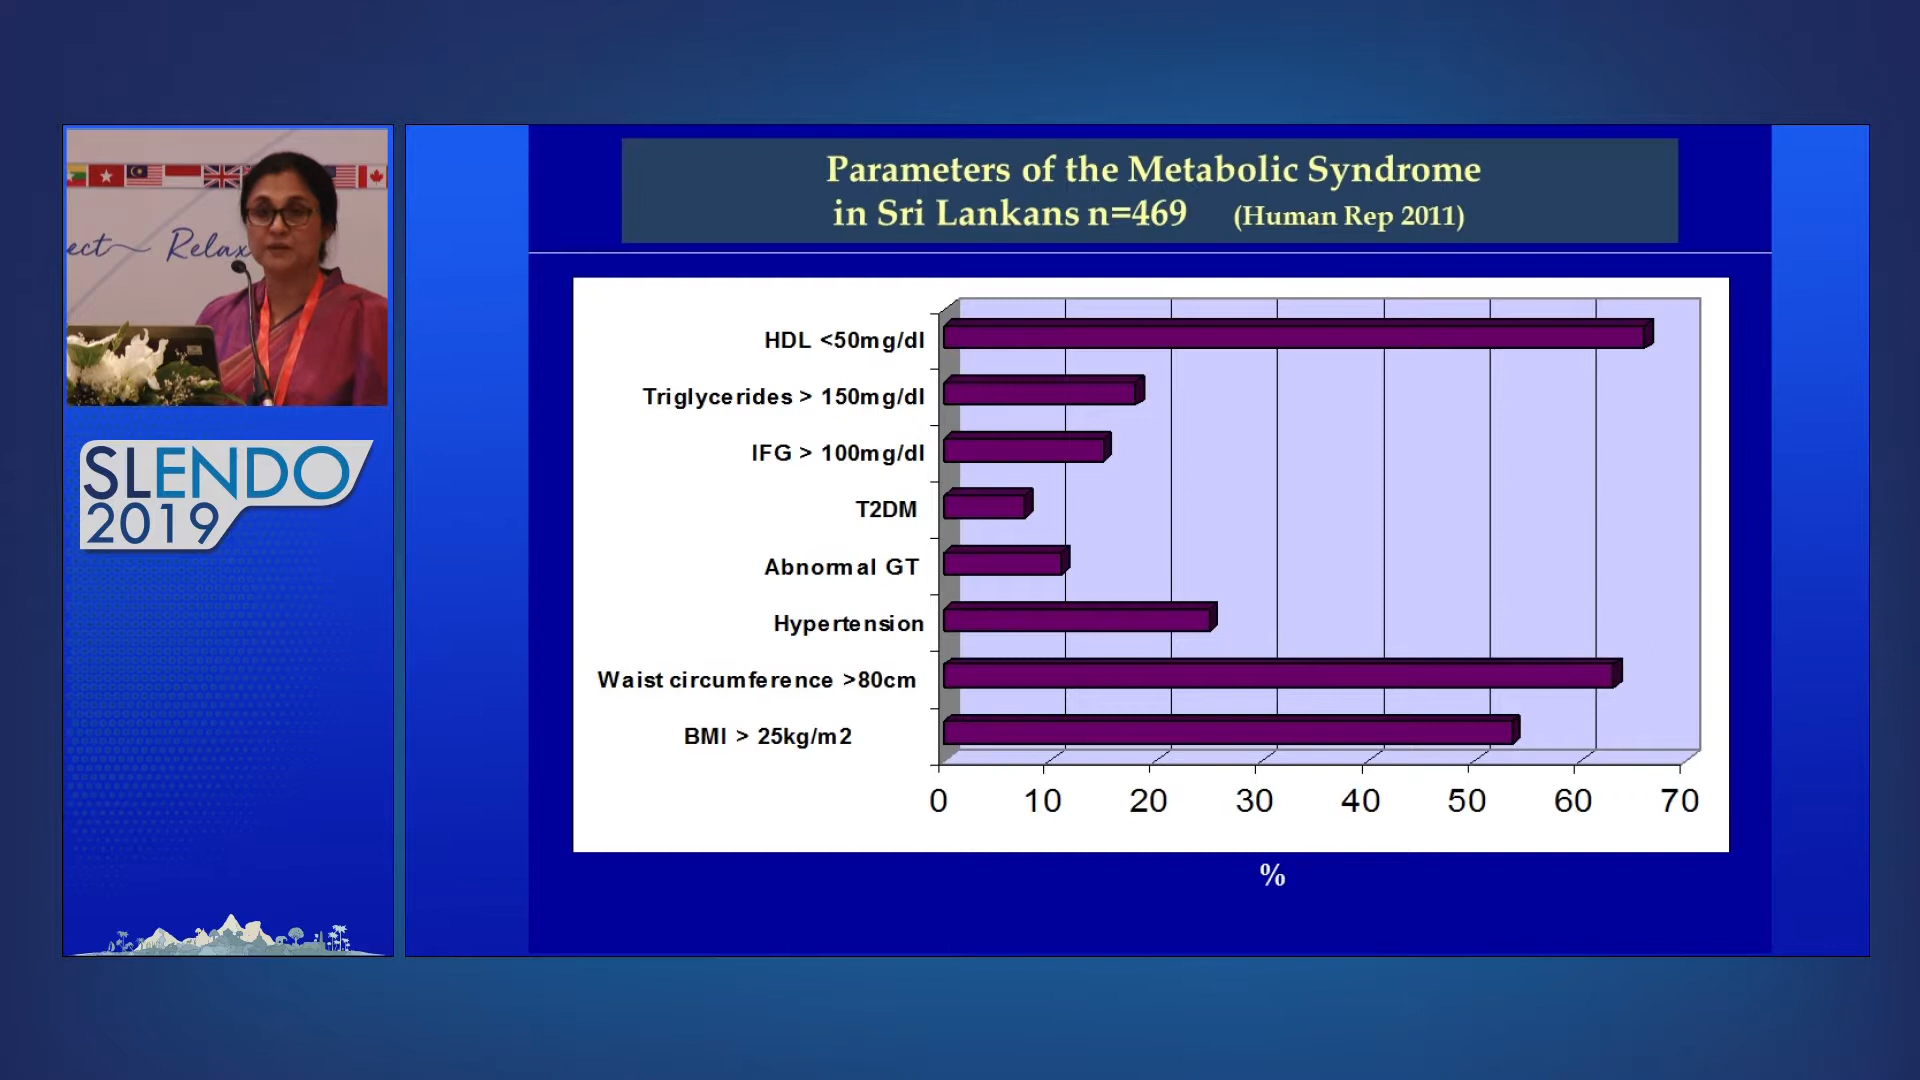 ect Relax
SLENDO
2019
Parameters of the Metabolic Syndrome
in Sri Lankans n=469 (Human Rep 2011)
HDL <50mg/dl
Triglycerides > 150mg/dl
IFG > 100mg/dl
T2DM
Abnormal GT
Hypertension
Waist circumference >80cm
BMI > 25kg/m2
0 10 20 30 40 50 60 70
%